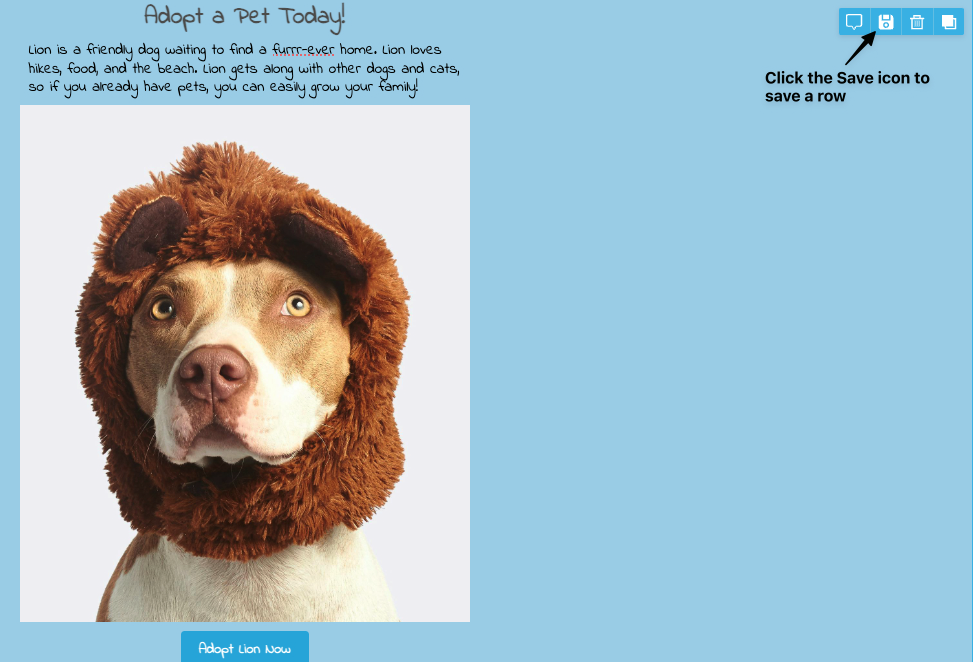 Adopt a Pet Today!
Lion is a friendly dog waiting to find a furrr-ever home. Lion loves
hikes, food, and the beach. Lion gets along with other dogs and cats,
so if you already have pets, you can easily grow your family!
Click the Save icon to
save a row
Adopt Lion Now